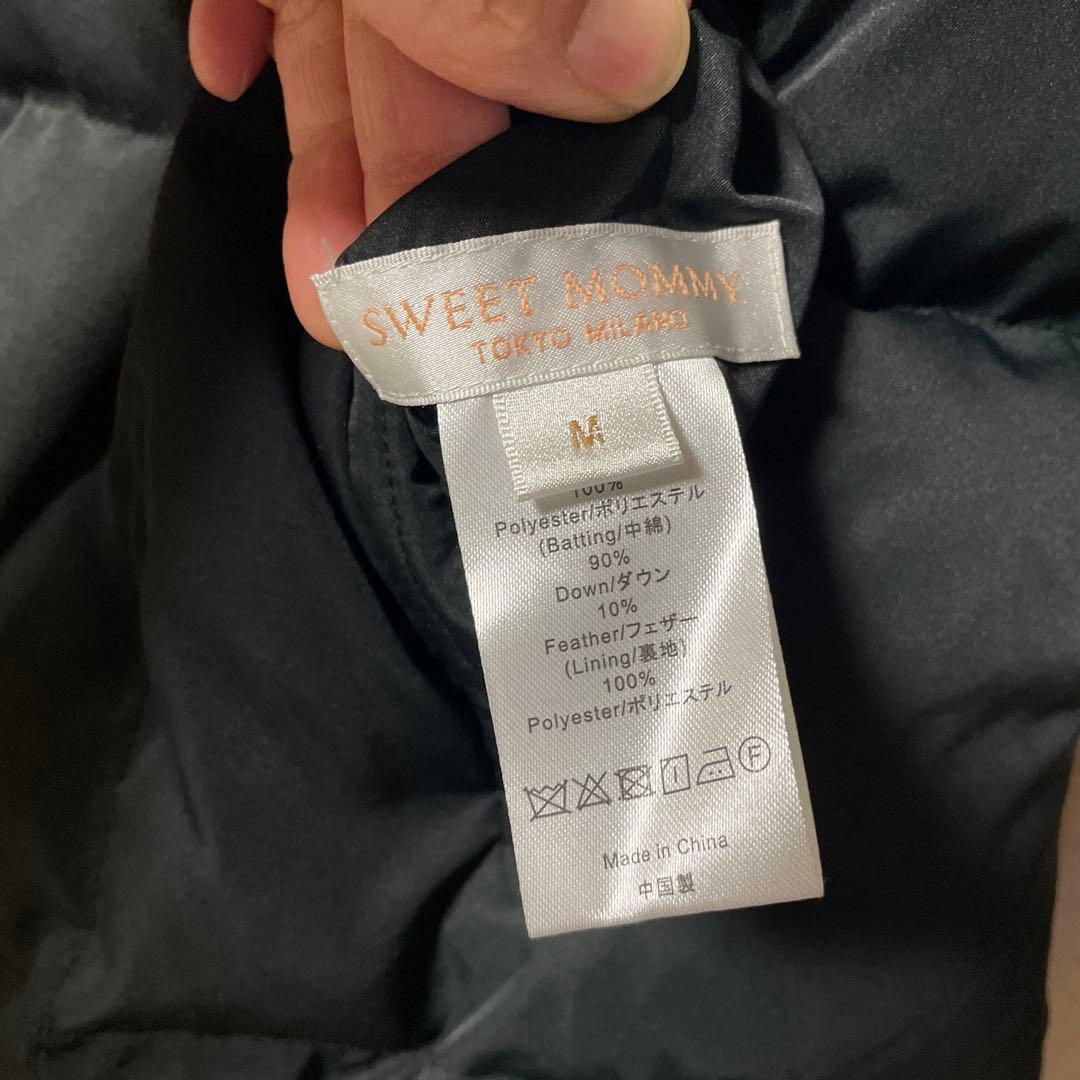 SWEET MOMMY
TOKYO MILANO
M
100%
Polyester/ポリエステル
(Batting/中綿)
90%
Down/ダウン
10%
Feather/フェザー
(Lining/裏地)
100%
Polyester/ポリエステル
F
Made in China
中国製